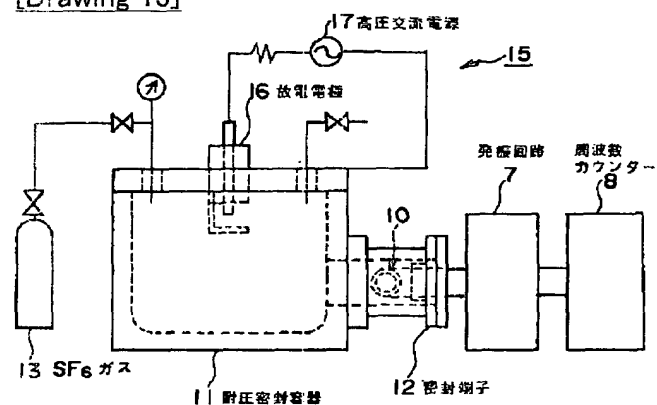 [Drawing 15]
17 高圧交流電源
15
16 放電電極
発振回路
7
周波数
カウンター
8
10
13 SF6 ガス
11 耐圧密封容器
12 密封端子